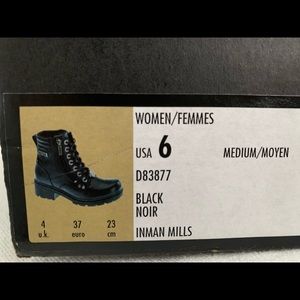 WOMEN/FEMMES
USA 6 MEDIUM/MOYEN
D83877
BLACK
NOIR
INMAN MILLS
4 37 23
u.k. euro cm